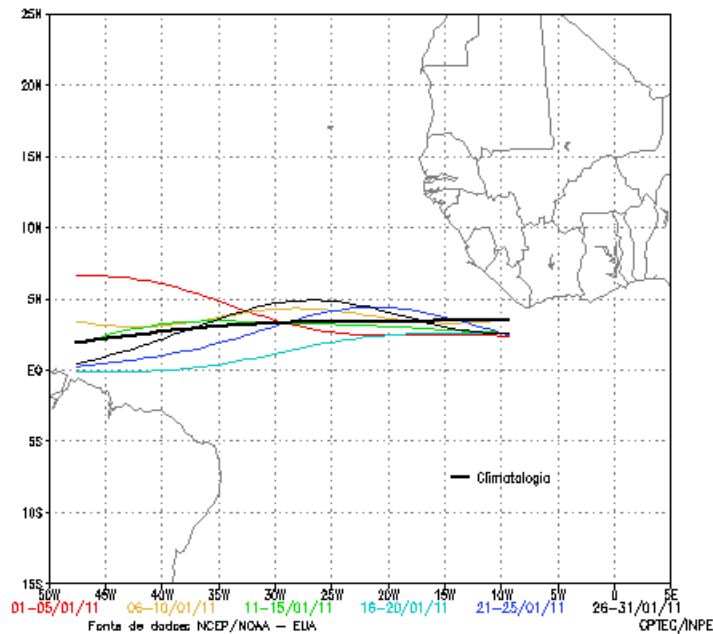 25N
20N
15N
10N
5N
EQ
5S
Climatologia
10S
15S
50W 45W 40W 35W 30W 25W 20W 15W 10W 5W 0 5E
01-05/01/11 06-10/01/11 11-15/01/11 16-20/01/11 21-25/01/11 26-31/01/11
Fonte de dados: NCEP/NOAA - EUA CPTEC/INPE